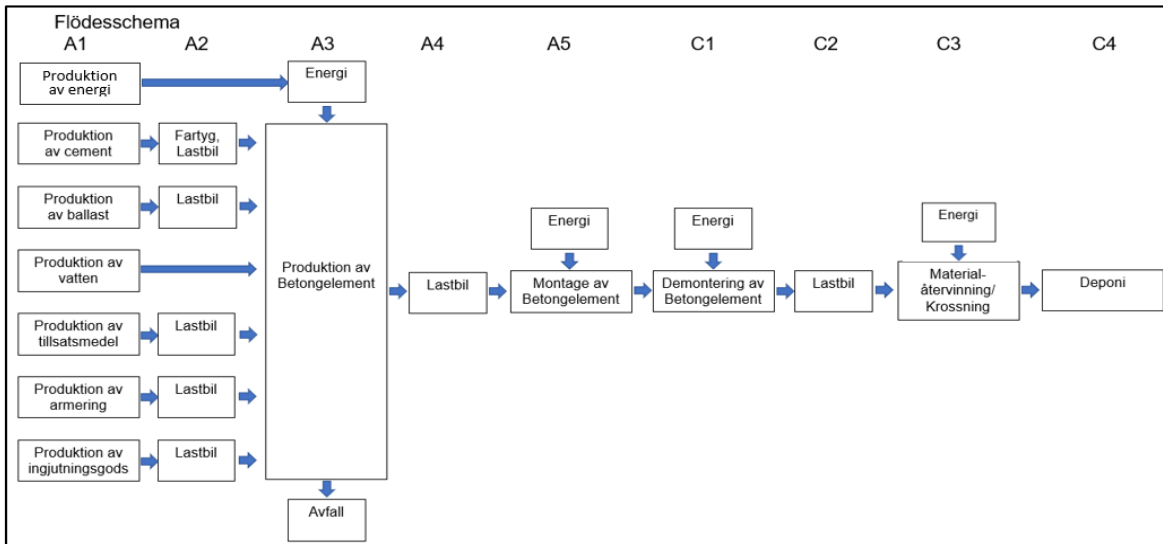 Flödesschema
A1 A2 A3 A4 A5 C1 C2 C3 C4
Produktion
av energi
Energi
Produktion
av cement
Fartyg,
Lastbil
Produktion
av ballast
Lastbil
Produktion av
vatten
Produktion av
tillsatsmedel
Lastbil
Produktion av
armering
Lastbil
Produktion av
ingjutningsgods
Lastbil
Produktion av
Betongelement
Avfall
Lastbil
Energi
Montage av
Betongelement
Energi
Demontering av
Betongelement
Lastbil
Energi
Material-
återvinning/
Krossning
Deponi